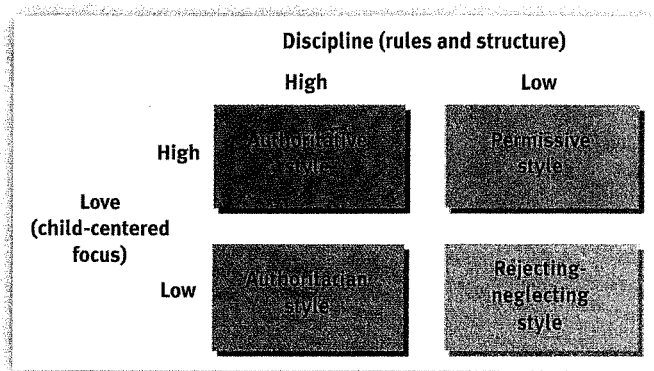 Discipline (rules and structure)
High Low
High
Authoritative
style
Permissive
style
Love
(child-centered
focus)
Low
Authoritarian
style
Rejecting-
neglecting
style